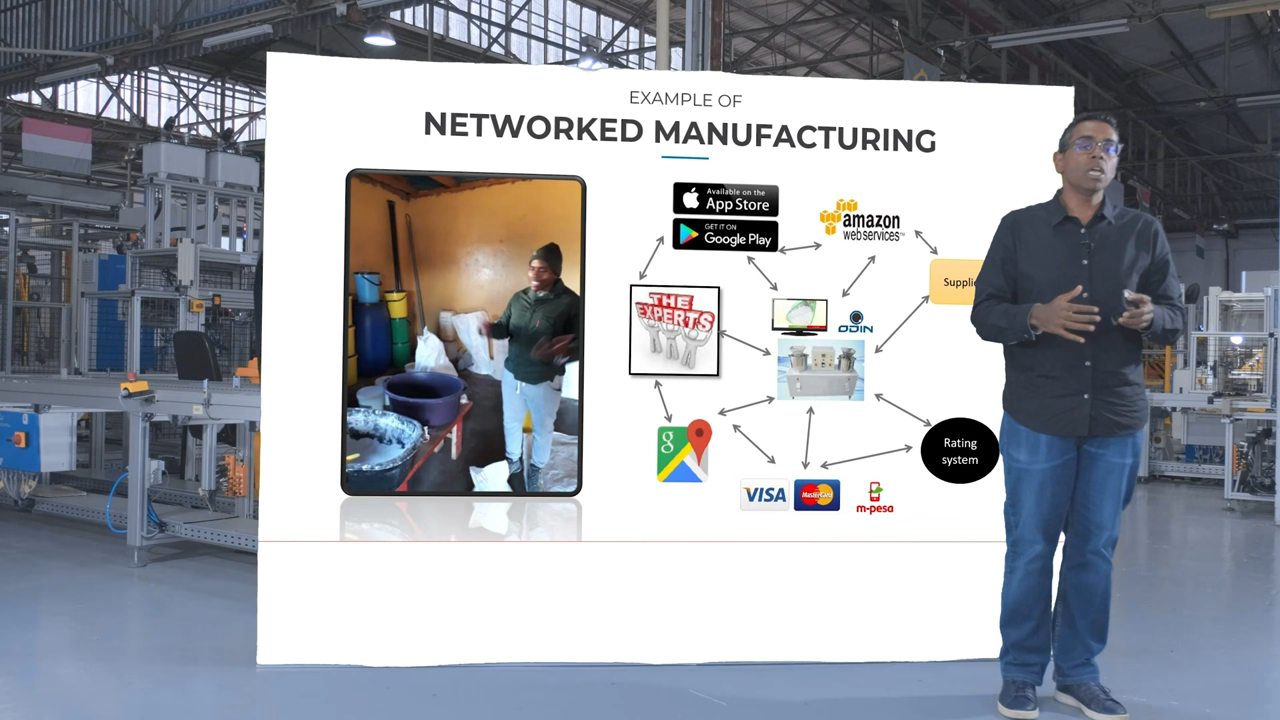 EXAMPLE OF
NETWORKED MANUFACTURING
Available on the
App Store
GET IT ON
Google Play
amazon
web services™
THE
EXPERTS
ODIN
g
Rating
system
VISA
MasterCard
m-pesa